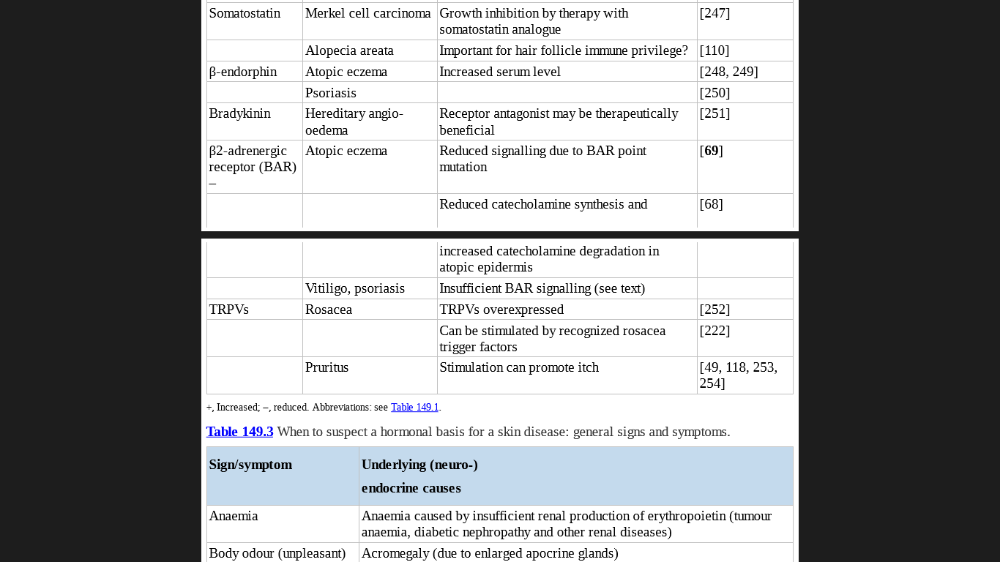 Somatostatin Merkel cell carcinoma Growth inhibition by therapy with [247]
somatostatin analogue
Alopecia areata Important for hair follicle immune privilege? [110]
β-endorphin Atopic eczema Increased serum level [248, 249]
Psoriasis [250]
Bradykinin Hereditary angio- Receptor antagonist may be therapeutically [251]
oedema beneficial
β2-adrenergic Atopic eczema Reduced signalling due to BAR point [69]
receptor (BAR) mutation
–
Reduced catecholamine synthesis and [68]
increased catecholamine degradation in
atopic epidermis
Vitiligo, psoriasis Insufficient BAR signalling (see text)
TRPVs Rosacea TRPVs overexpressed [252]
Can be stimulated by recognized rosacea [222]
trigger factors
Pruritus Stimulation can promote itch [49, 118, 253,
254]
+, Increased; –, reduced. Abbreviations: see Table 149.1.
Table 149.3 When to suspect a hormonal basis for a skin disease: general signs and symptoms.
Sign/symptom Underlying (neuro-)
endocrine causes
Anaemia Anaemia caused by insufficient renal production of erythropoietin (tumour
anaemia, diabetic nephropathy and other renal diseases)
Body odour (unpleasant) Acromegaly (due to enlarged apocrine glands)